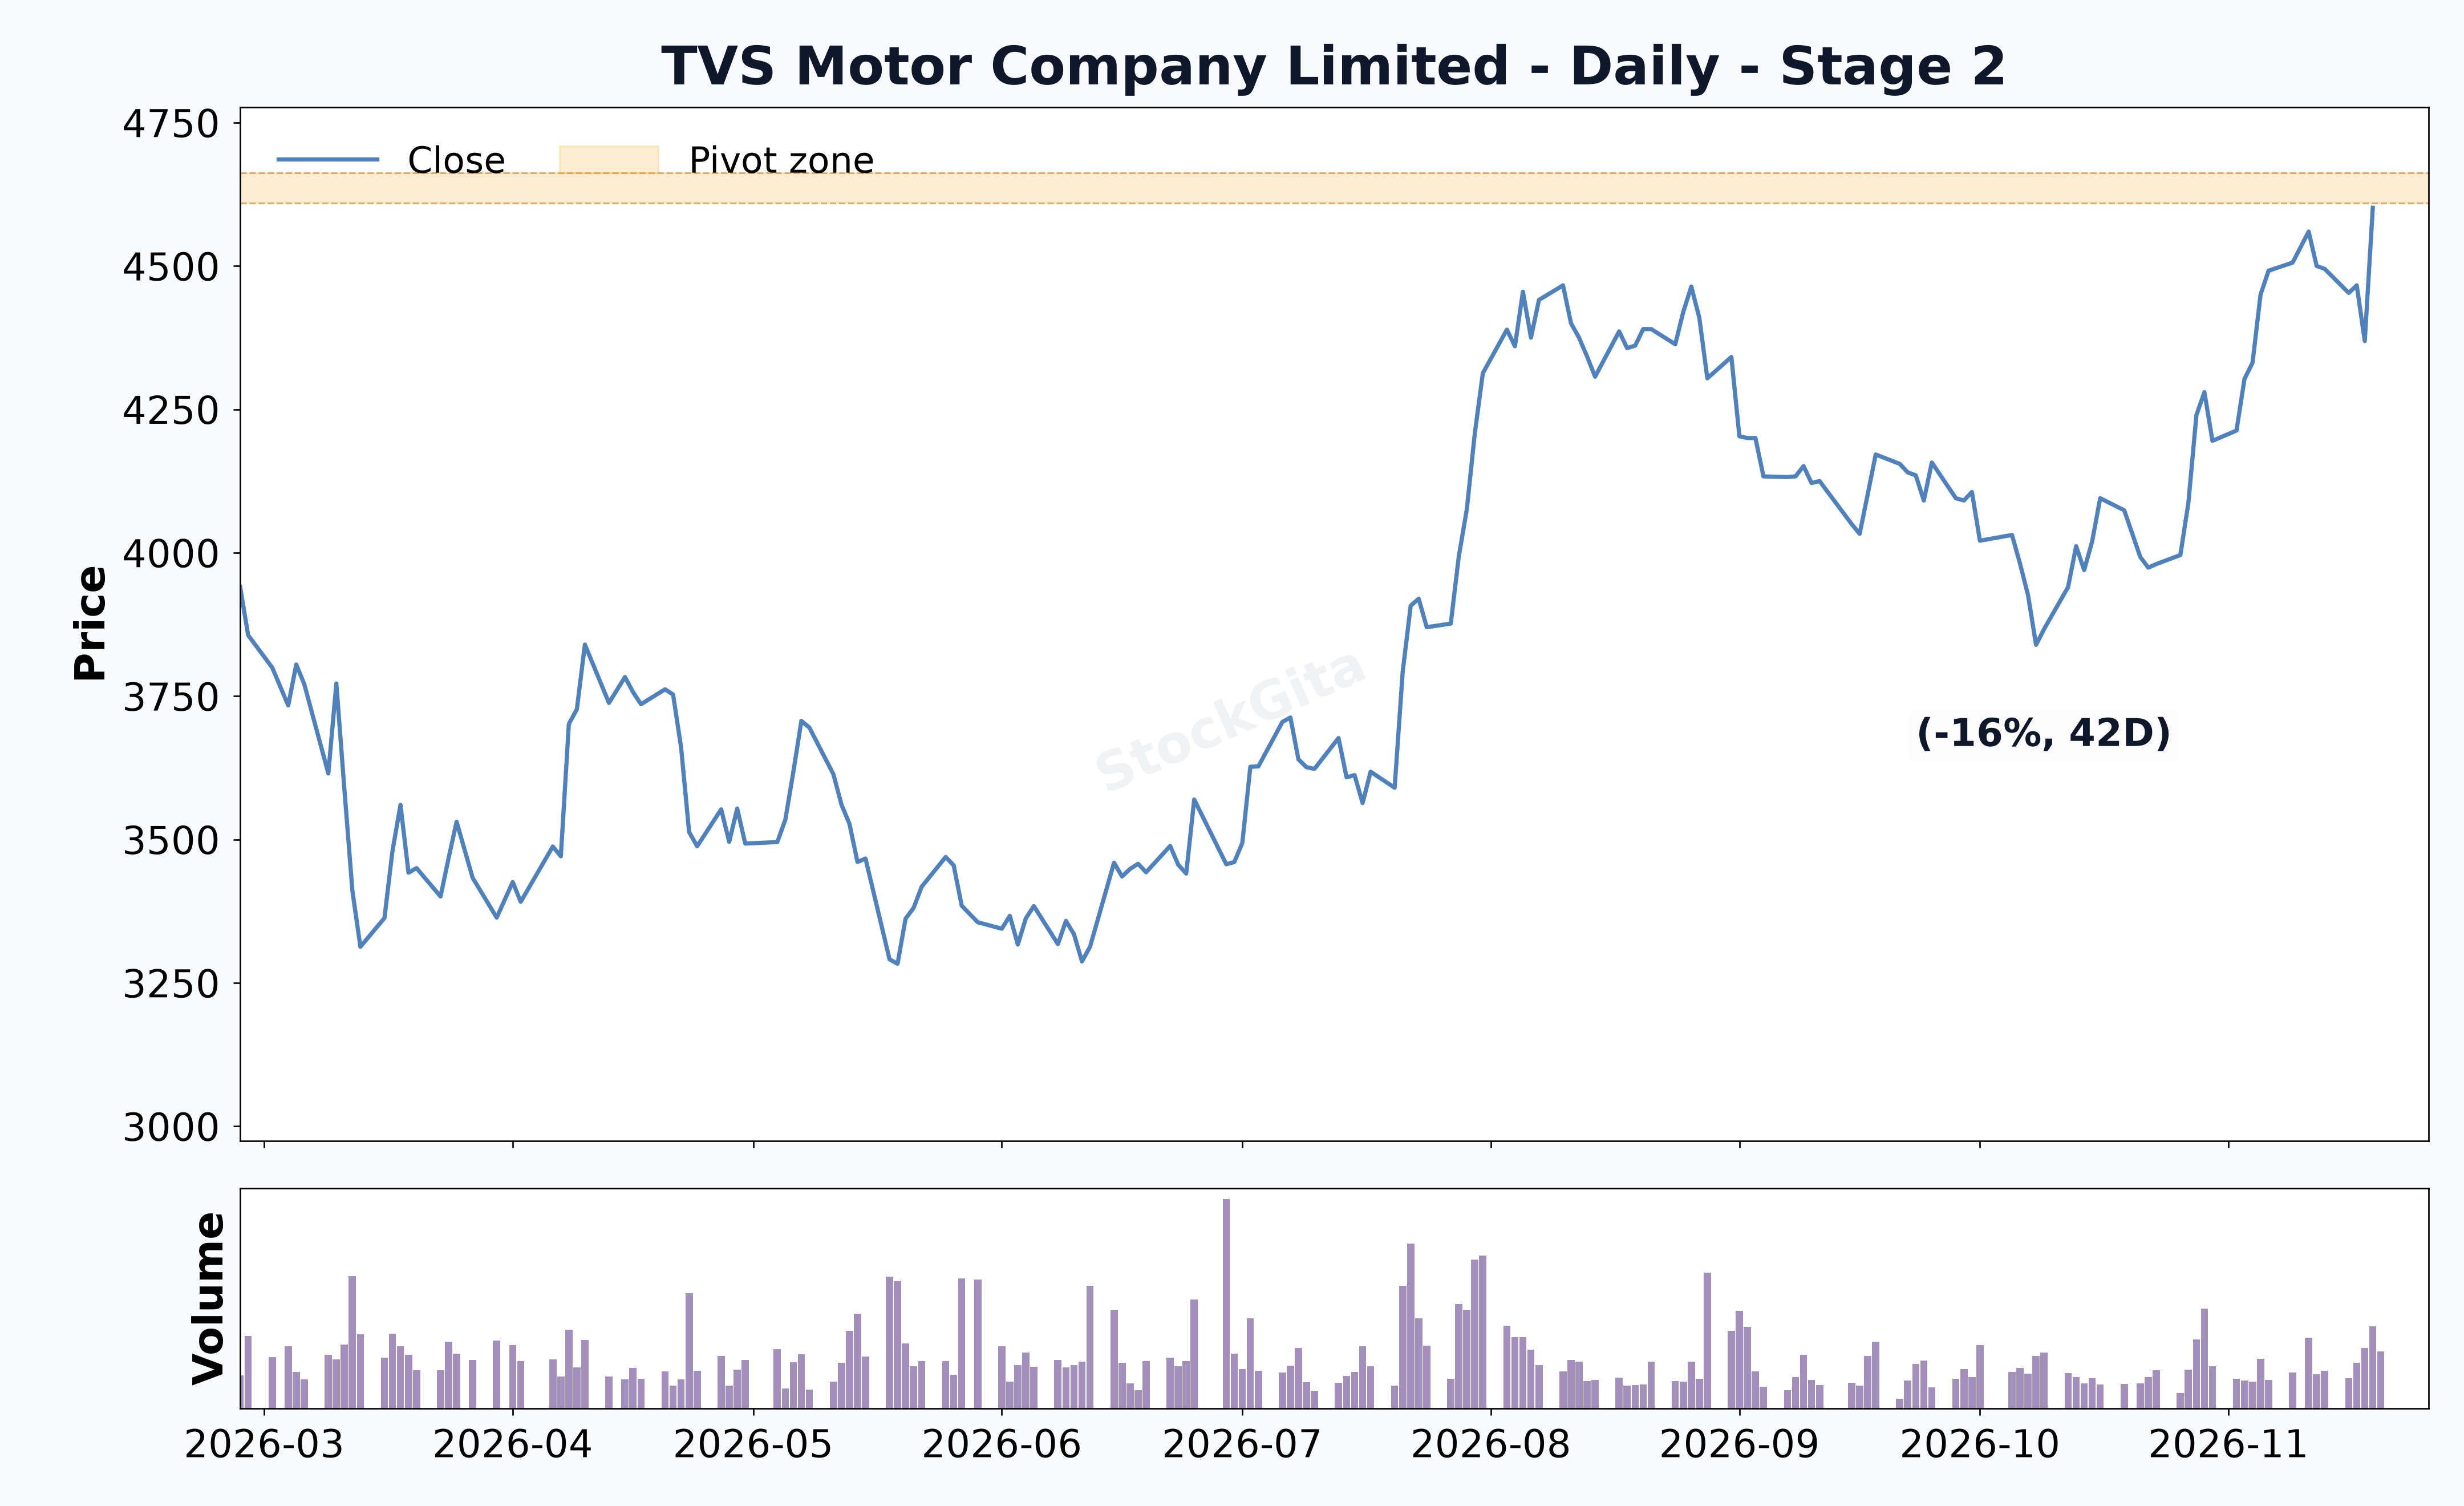 TVS Motor Company Limited - Daily - Stage 2
4750
Close
Pivot zone
4500
4250
4000
3750
3500
3250
3000
Price
StockGita
(-16%, 42D)
Volume
2026-03
2026-04
2026-05
2026-06
2026-07
2026-08
2026-09
2026-10
2026-11